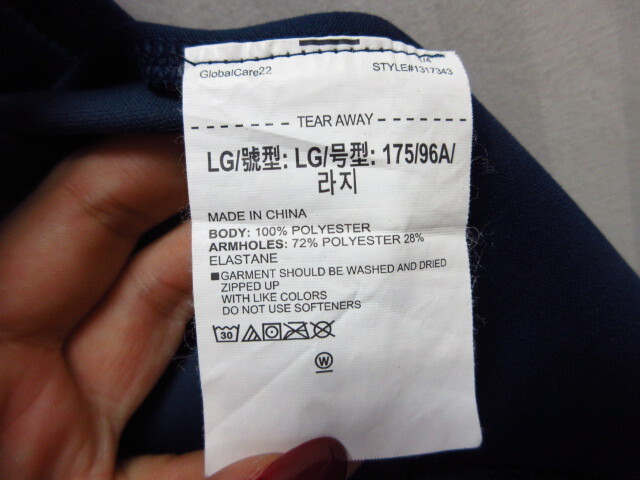 GlobalCare22
1/4
STYLE#1317343
TEAR AWAY
LG/號型: LG/号型: 175/96A/
라지
MADE IN CHINA
BODY: 100% POLYESTER
ARMHOLES: 72% POLYESTER 28%
ELASTANE
■GARMENT SHOULD BE WASHED AND DRIED
ZIPPED UP
WITH LIKE COLORS
DO NOT USE SOFTENERS
30
W